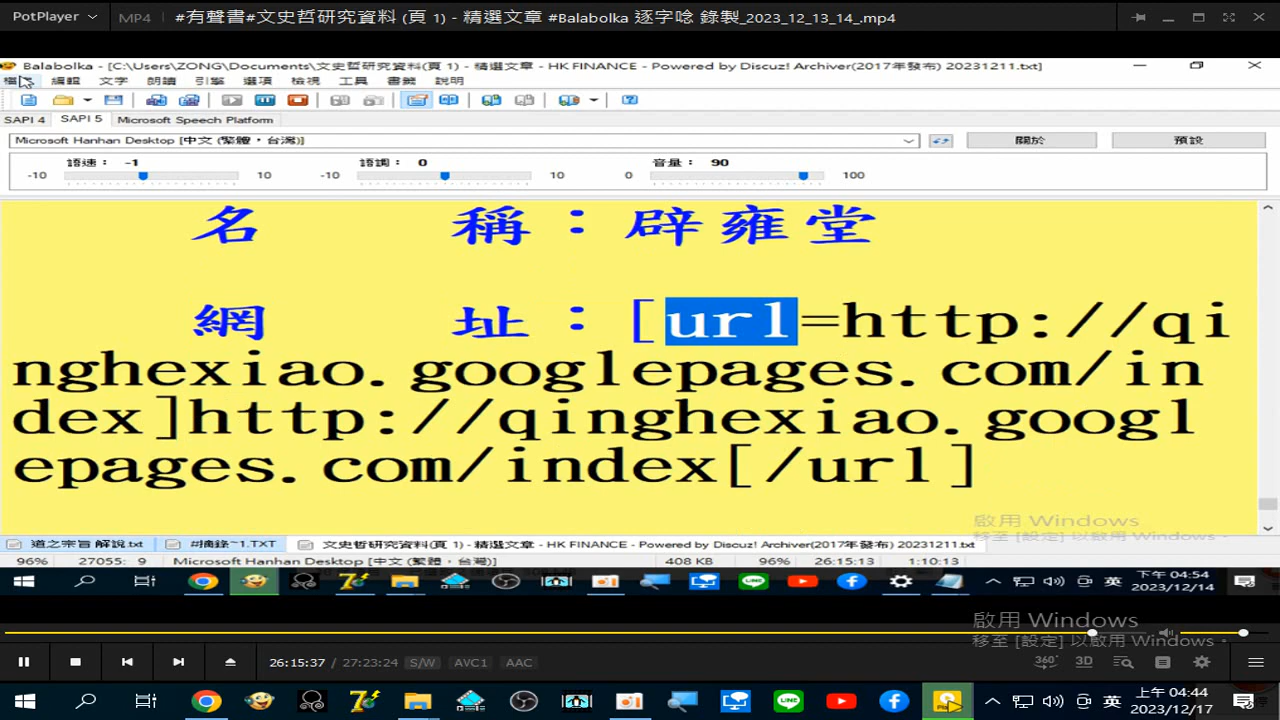 PotPlayer MP4 #有聲書#文史哲研究資料 (頁 1) - 精選文章 #Balabolka 逐字唸 錄製_2023_12_13_14_.mp4
Balabolka - [C:\Users\ZONG\Documents\文史哲研究資料(頁 1) - 精選文章 - HK FINANCE - Powered by Discuz! Archiver(2017年發布) 20231211.txt]
檔案 編輯 文字 朗讀 引擎 選項 檢視 工具 書籤 說明
SAPI 4 SAPI 5 Microsoft Speech Platform
Microsoft Hanhan Desktop [中文 (繁體，台灣)] 關於 預設
語速： -1 語調： 0 音量： 90
-10 10 -10 10 0 100
名 稱：辟雍堂
網 址：[url=http://qi
nghexiao.googlepages.com/in
dex]http://qinghexiao.googl
epages.com/index[/url]
啟用 Windows
移至 [設定] 以啟用 Windows。
道之宗旨 解說.txt #摘錄~1.TXT 文史哲研究資料(頁 1) - 精選文章 - HK FINANCE - Powered by Discuz! Archiver(2017年發布) 20231211.txt
96% 27055: 9 Microsoft Hanhan Desktop [中文 (繁體，台灣)] 408 KB 96% 26:15:13 1:10:13
英 下午 04:54
2023/12/14
啟用 Windows
移至 [設定] 以啟用 Windows。
26:15:37 / 27:23:24 S/W AVC1 AAC 360° 3D
英 上午 04:44
2023/12/17